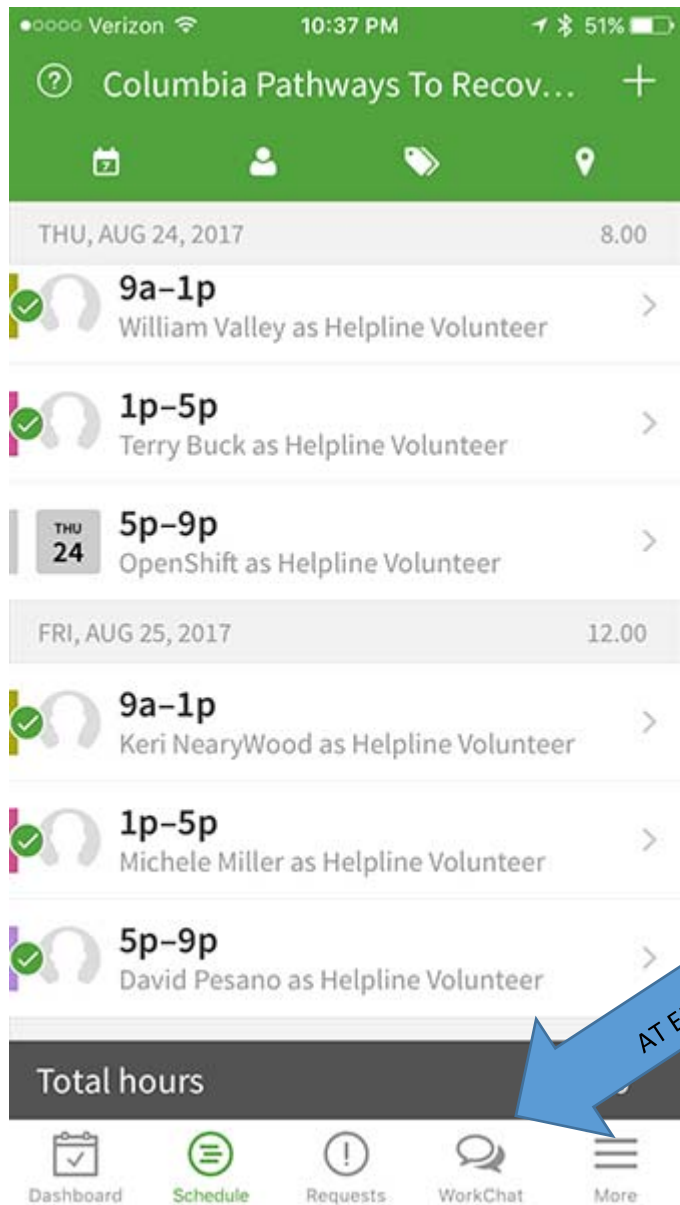 Verizon 10:37 PM 51%
? Columbia Pathways To Recov... +
7
THU, AUG 24, 2017 8.00
9a–1p
William Valley as Helpline Volunteer
1p–5p
Terry Buck as Helpline Volunteer
THU
24
5p–9p
OpenShift as Helpline Volunteer
FRI, AUG 25, 2017 12.00
9a–1p
Keri NearyWood as Helpline Volunteer
1p–5p
Michele Miller as Helpline Volunteer
5p–9p
David Pesano as Helpline Volunteer
AT
Total hours
Dashboard Schedule Requests WorkChat More